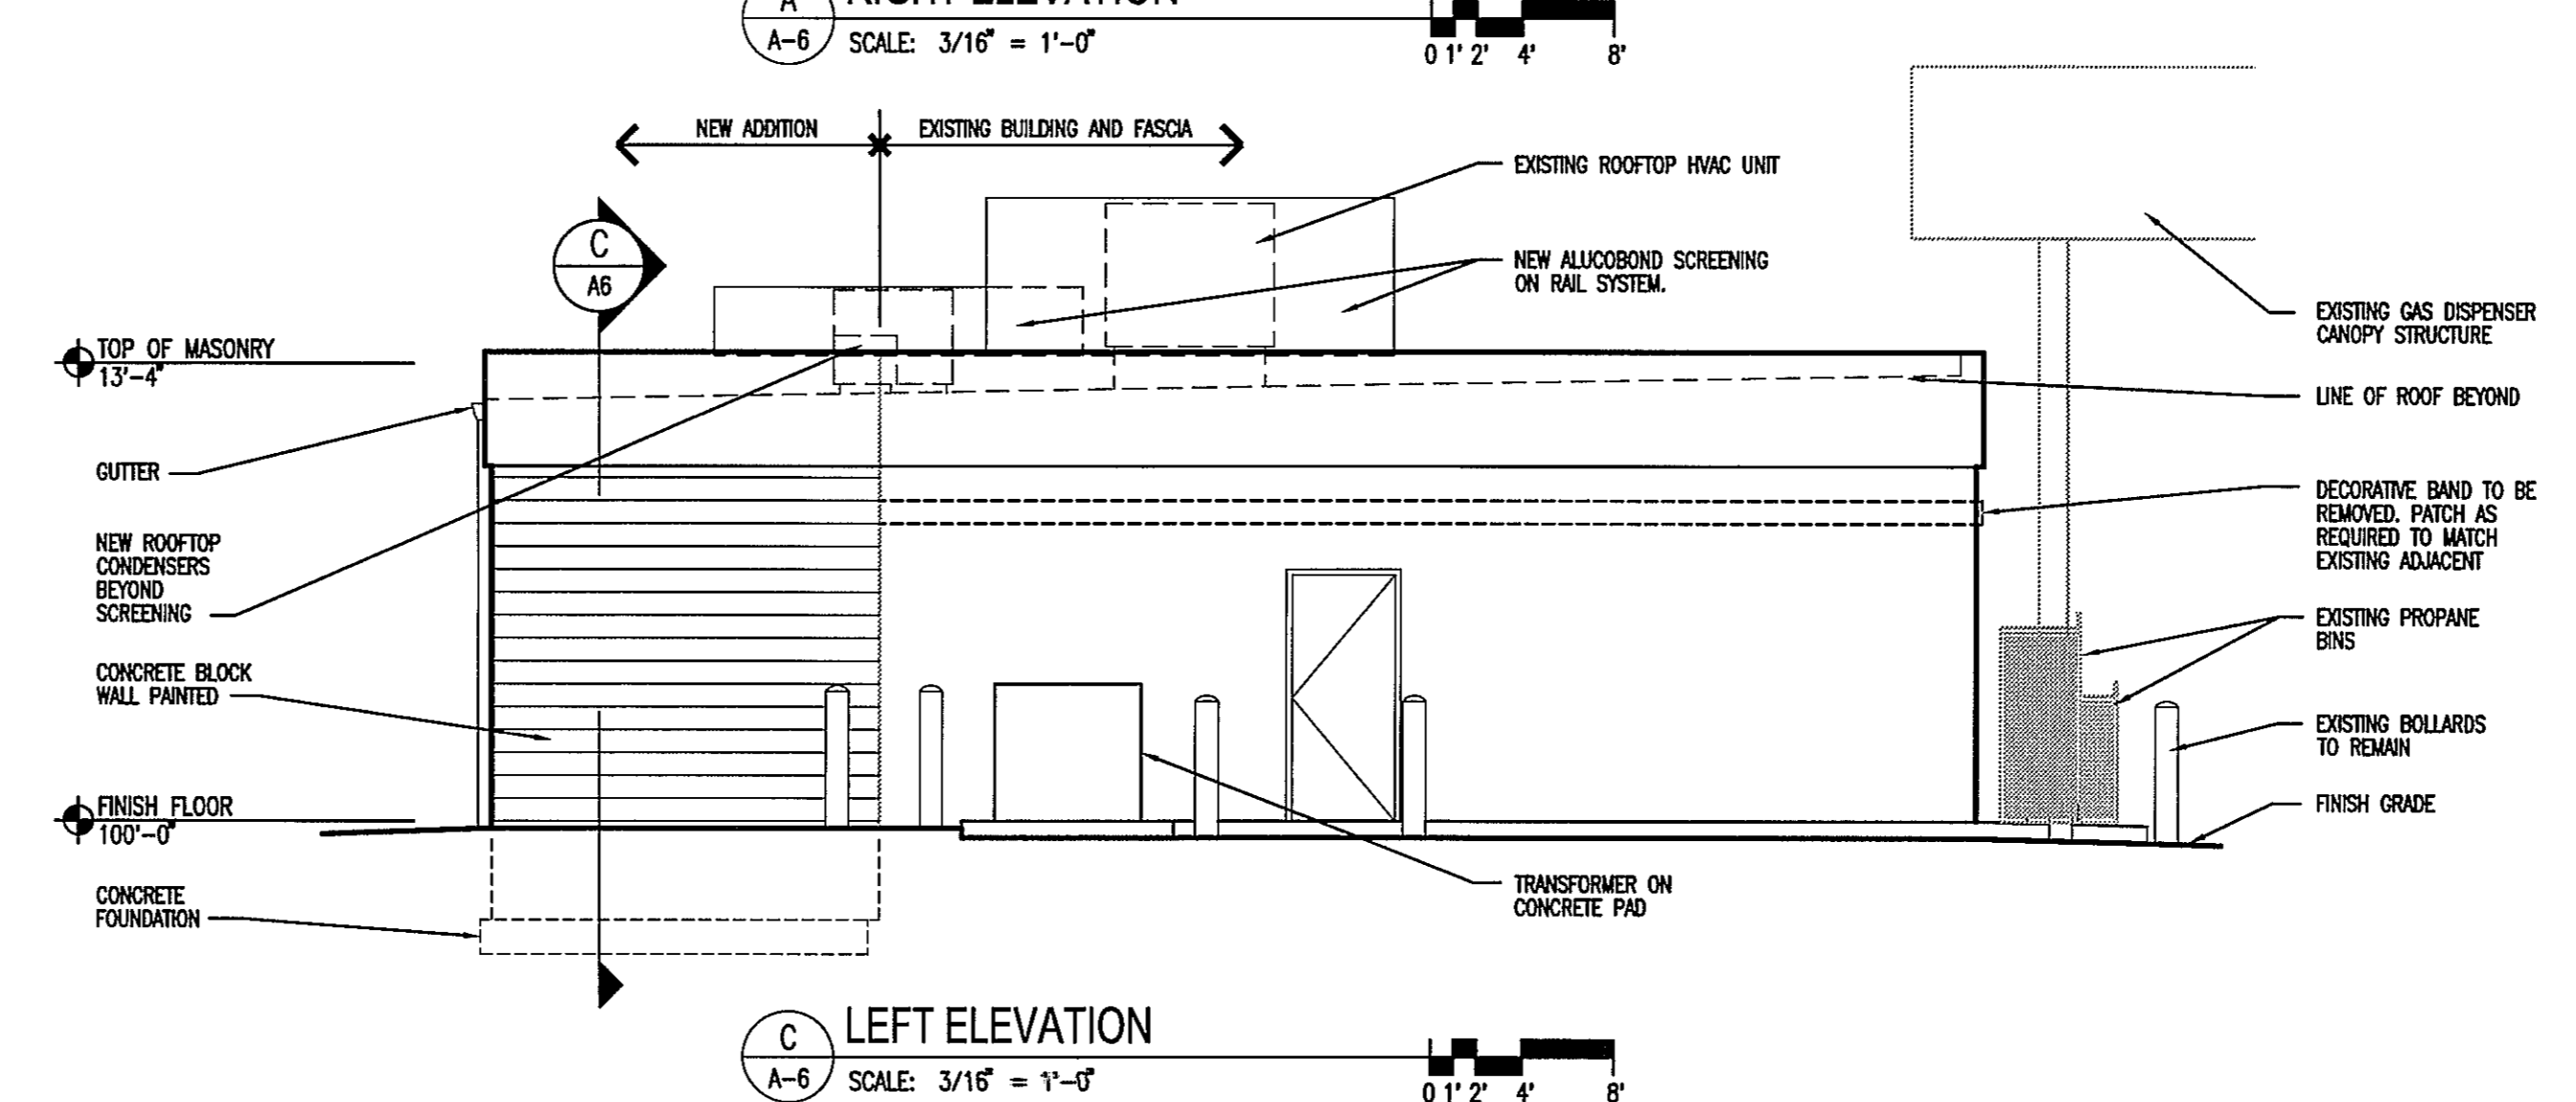 A RIGHT ELEVATION
A-6 SCALE: 3/16" = 1'-0"
0 1' 2' 4' 8'
NEW ADDITION
EXISTING BUILDING AND FASCIA
EXISTING ROOFTOP HVAC UNIT
C
A6
NEW ALUCOBOND SCREENING
ON RAIL SYSTEM.
EXISTING GAS DISPENSER
CANOPY STRUCTURE
TOP OF MASONRY
13'-4"
LINE OF ROOF BEYOND
GUTTER
DECORATIVE BAND TO BE
REMOVED. PATCH AS
REQUIRED TO MATCH
EXISTING ADJACENT
NEW ROOFTOP
CONDENSERS
BEYOND
SCREENING
EXISTING PROPANE
BINS
CONCRETE BLOCK
WALL PAINTED
EXISTING BOLLARDS
TO REMAIN
FINISH FLOOR
100'-0"
FINISH GRADE
CONCRETE
FOUNDATION
TRANSFORMER ON
CONCRETE PAD
C LEFT ELEVATION
A-6 SCALE: 3/16" = 1'-0"
0 1' 2' 4' 8'